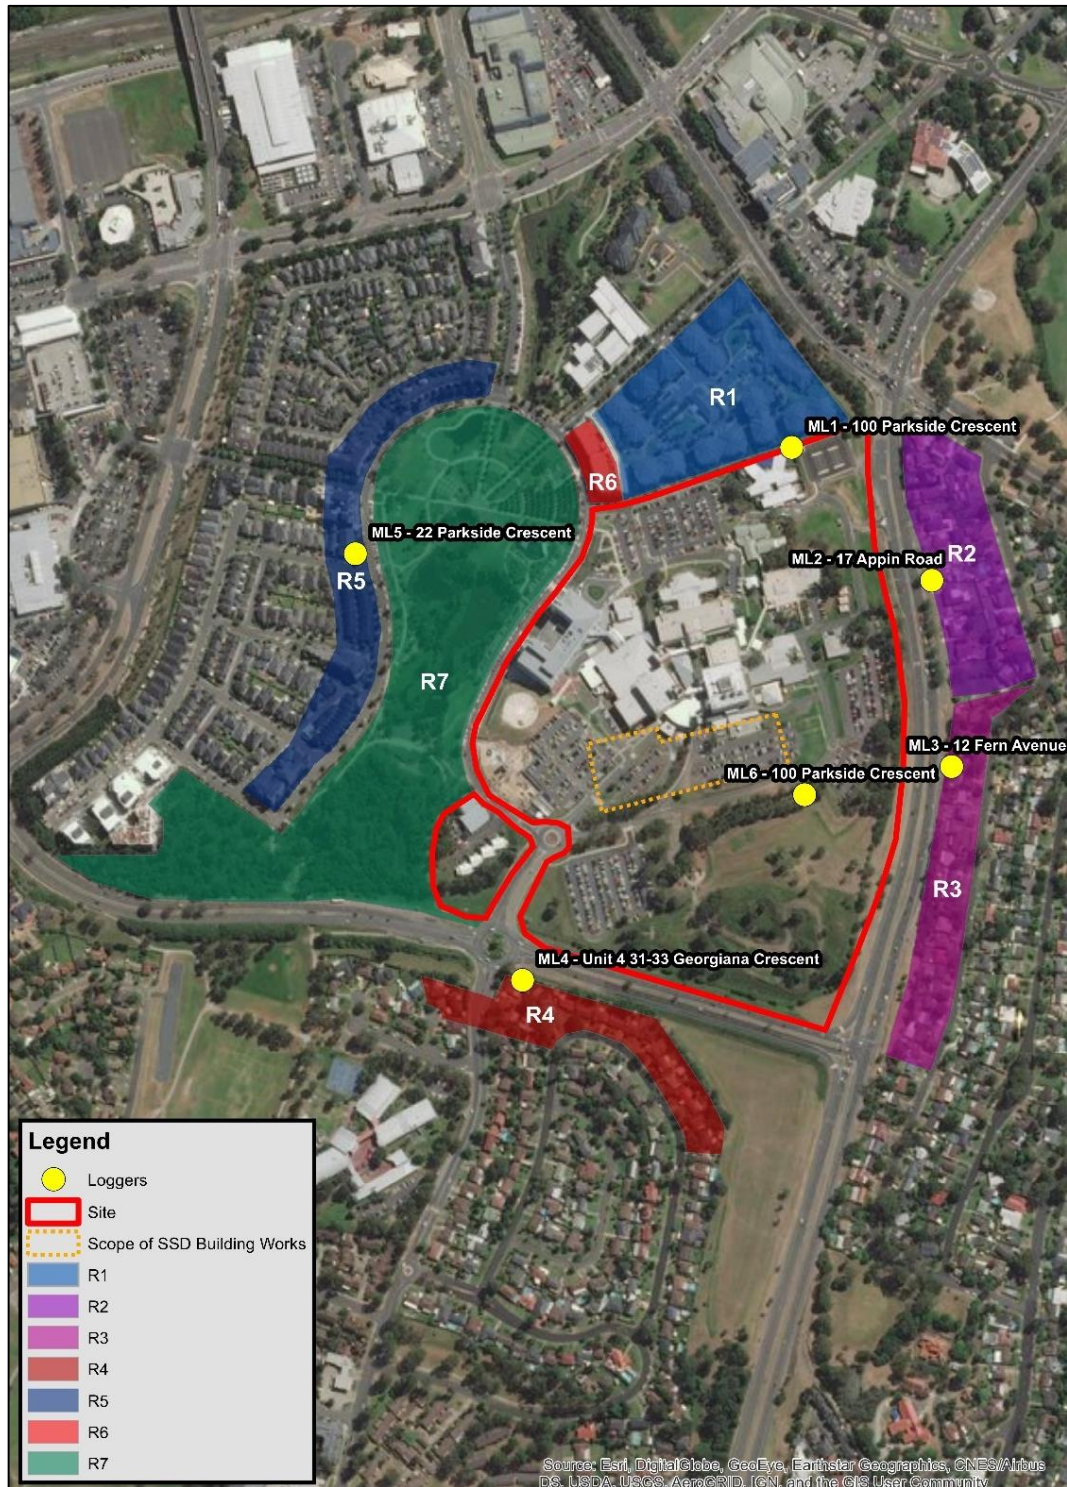 R1
ML1 - 100 Parkside Crescent
R6
ML5 - 22 Parkside Crescent
R5
ML2 - 17 Appin Road
R2
R7
ML3 - 12 Fern Avenue
ML6 - 100 Parkside Crescent
R3
ML4 - Unit 4 31-33 Georgiana Crescent
R4
Legend
Loggers
Site
Scope of SSD Building Works
R1
R2
R3
R4
R5
R6
R7
Source: Esri, DigitalGlobe, GeoEye, Earthstar Geographics, CNES/Airbus
DS, USDA, USGS, AeroGRID, IGN, and the GIS User Community